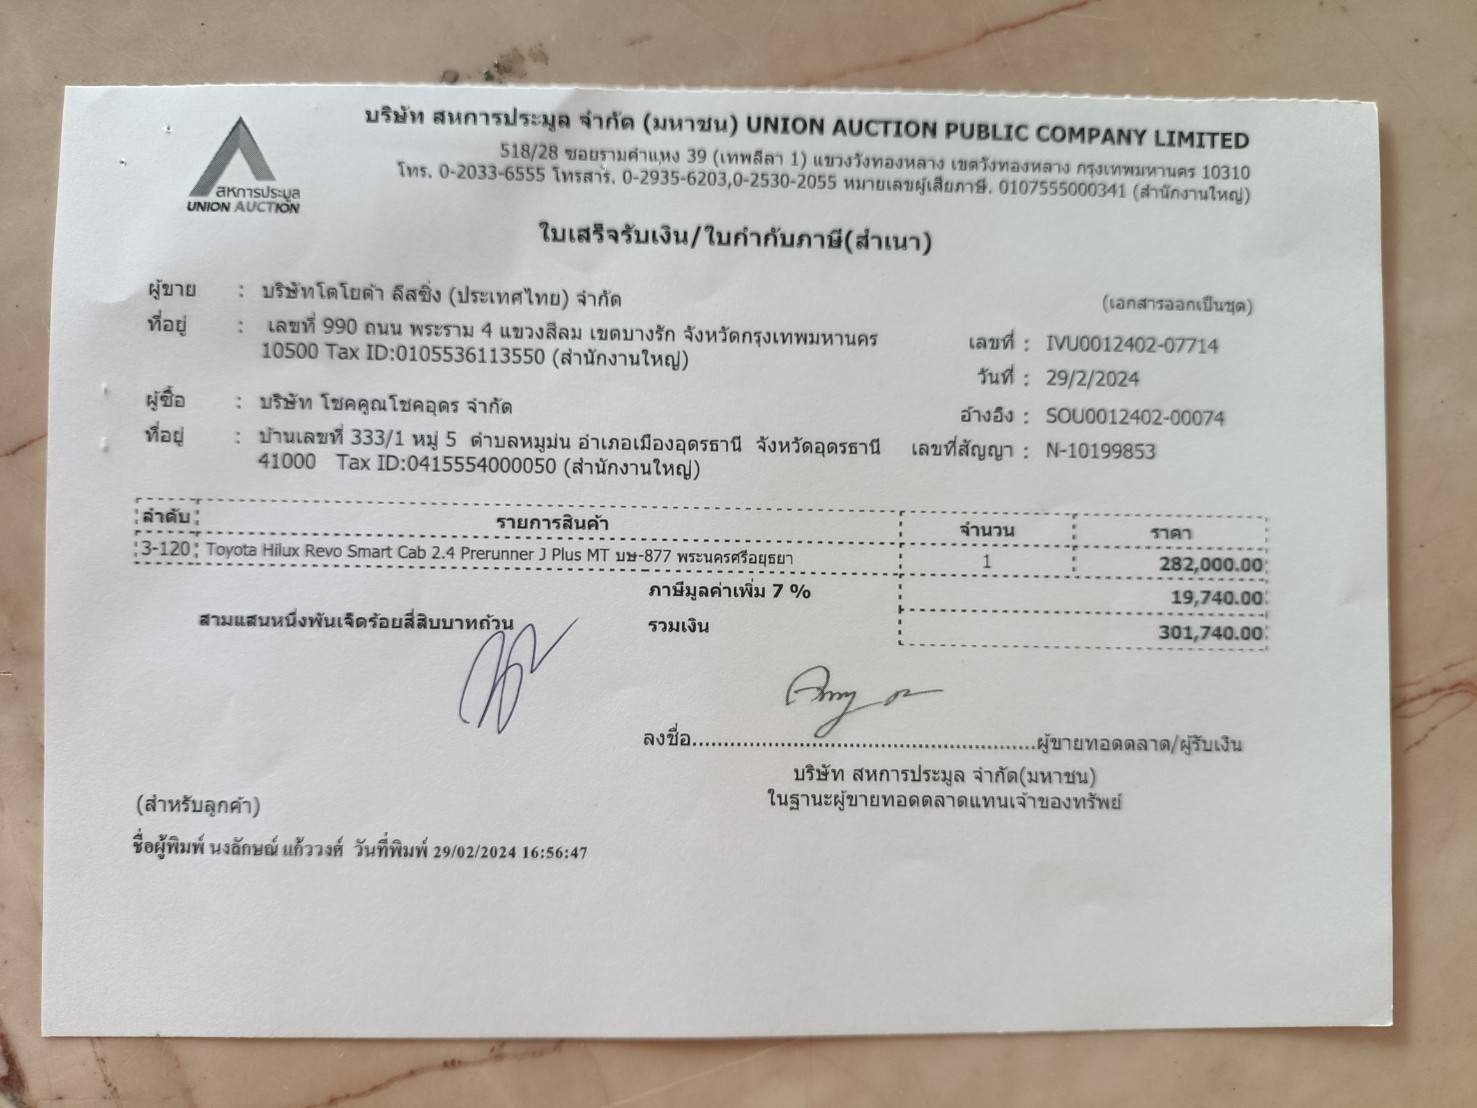 บริษัท สหการประมูล จำกัด (มหาชน) UNION AUCTION PUBLIC COMPANY LIMITED
518/28 ซอยรามคำแหง 39 (เทพลีลา 1) แขวงวังทองหลาง เขตวังทองหลาง กรุงเทพมหานคร 10310
โทร. 0-2033-6555 โทรสาร. 0-2935-6203,0-2530-2055 หมายเลขผู้เสียภาษี. 0107555000341 (สำนักงานใหญ่)
สหการประมูล
UNION AUCTION
ใบเสร็จรับเงิน/ใบกำกับภาษี(สำเนา)
ผู้ขาย : บริษัทโตโยต้า ลีสซิ่ง (ประเทศไทย) จำกัด
(เอกสารออกเป็นชุด)
ที่อยู่ : เลขที่ 990 ถนน พระราม 4 แขวงสีลม เขตบางรัก จังหวัดกรุงเทพมหานคร
10500 Tax ID:0105536113550 (สำนักงานใหญ่)
เลขที่ : IVU0012402-07714
วันที่ : 29/2/2024
ผู้ซื้อ : บริษัท โชคคูณโชคอุดร จำกัด
อ้างอิง : SOU0012402-00074
ที่อยู่ : บ้านเลขที่ 333/1 หมู่ 5 ตำบลหมูม่น อำเภอเมืองอุดรธานี จังหวัดอุดรธานี
41000 Tax ID:0415554000050 (สำนักงานใหญ่)
เลขที่สัญญา : N-10199853
ลำดับ รายการสินค้า จำนวน ราคา
3-120 Toyota Hilux Revo Smart Cab 2.4 Prerunner J Plus MT บษ-877 พระนครศรีอยุธยา 1 282,000.00
ภาษีมูลค่าเพิ่ม 7 % 19,740.00
สามแสนหนึ่งพันเจ็ดร้อยสี่สิบบาทถ้วน รวมเงิน 301,740.00
ลงชื่อ........................................................ผู้ขายทอดตลาด/ผู้รับเงิน
บริษัท สหการประมูล จำกัด(มหาชน)
ในฐานะผู้ขายทอดตลาดแทนเจ้าของทรัพย์
(สำหรับลูกค้า)
ชื่อผู้พิมพ์ นงลักษณ์ แก้ววงศ์ วันที่พิมพ์ 29/02/2024 16:56:47